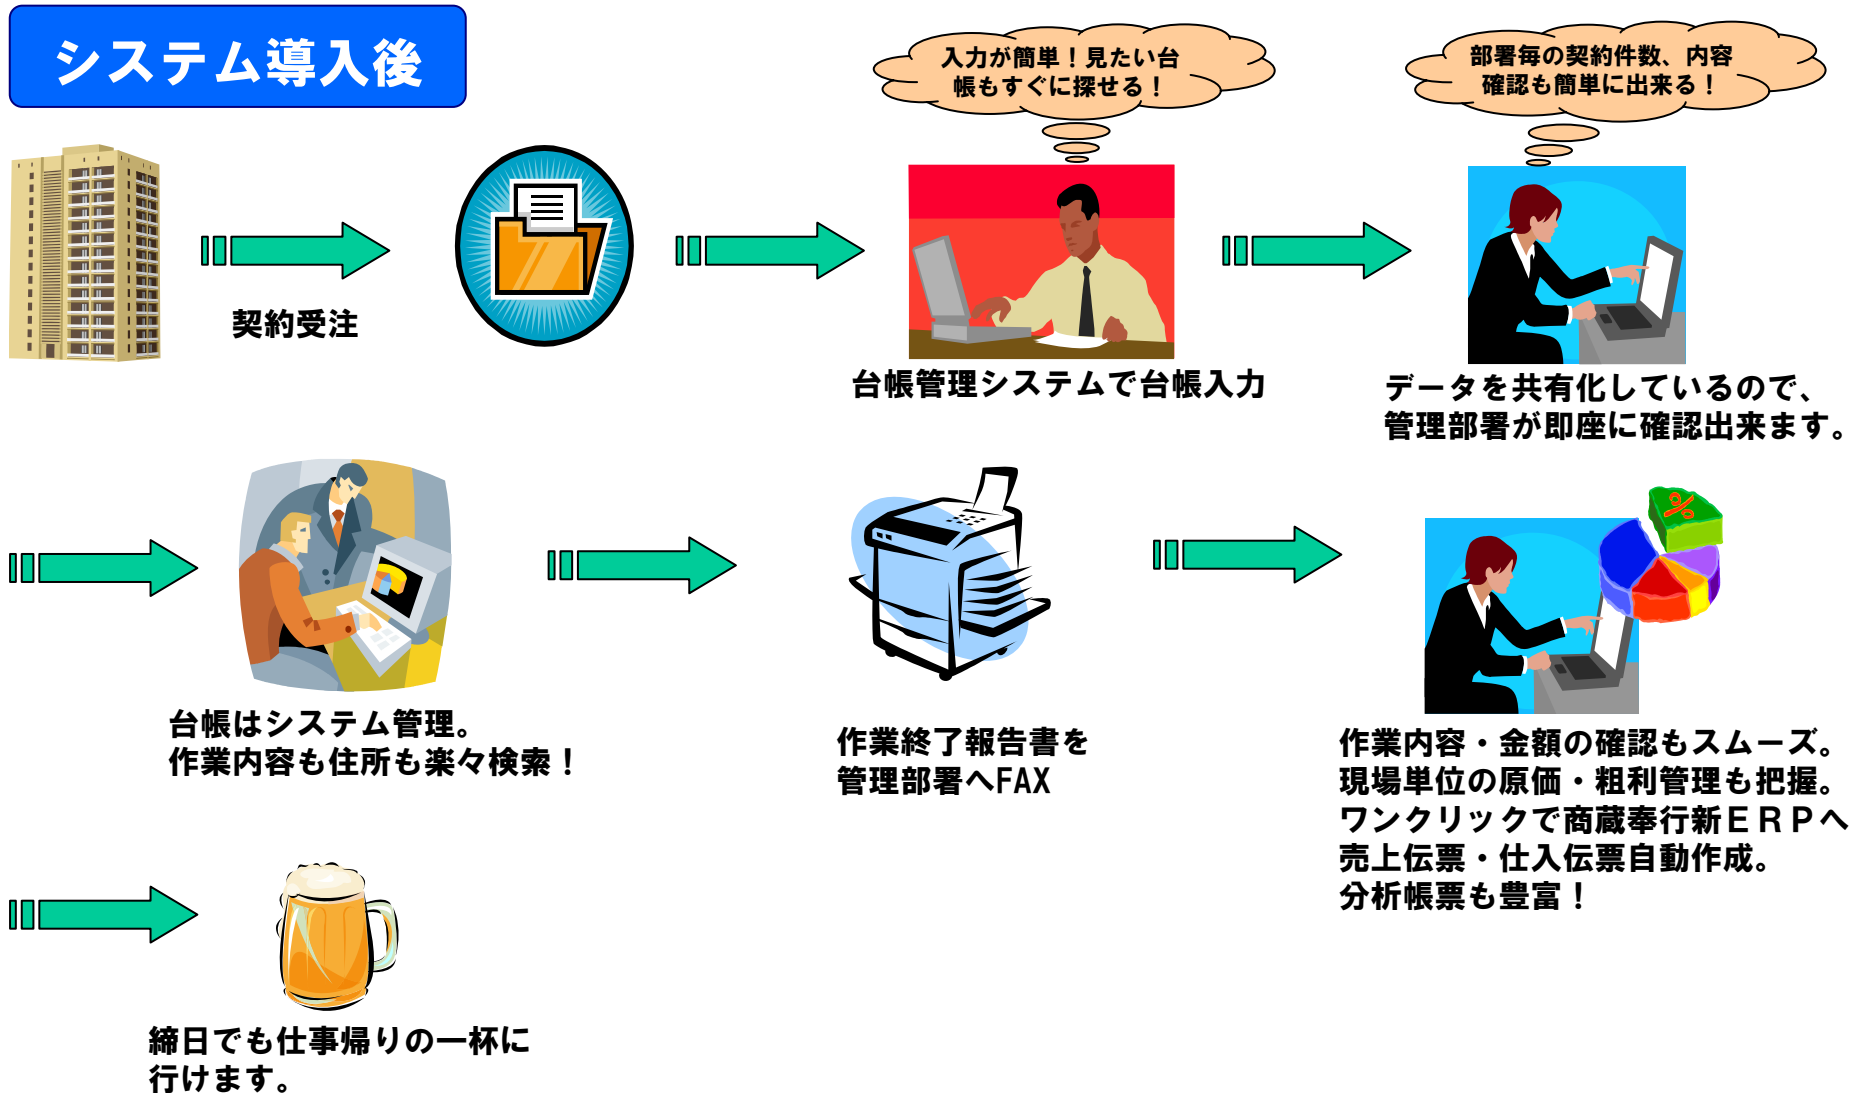 システム導入後
入力が簡単！見たい台
帳もすぐに探せる！
部署毎の契約件数、内容
確認も簡単に出来る！
契約受注
台帳管理システムで台帳入力
データを共有化しているので、
管理部署が即座に確認出来ます。
%
台帳はシステム管理。
作業内容も住所も楽々検索！
作業終了報告書を
管理部署へFAX
作業内容・金額の確認もスムーズ。
現場単位の原価・粗利管理も把握。
ワンクリックで商蔵奉行新ＥＲＰへ
売上伝票・仕入伝票自動作成。
分析帳票も豊富！
締日でも仕事帰りの一杯に
行けます。